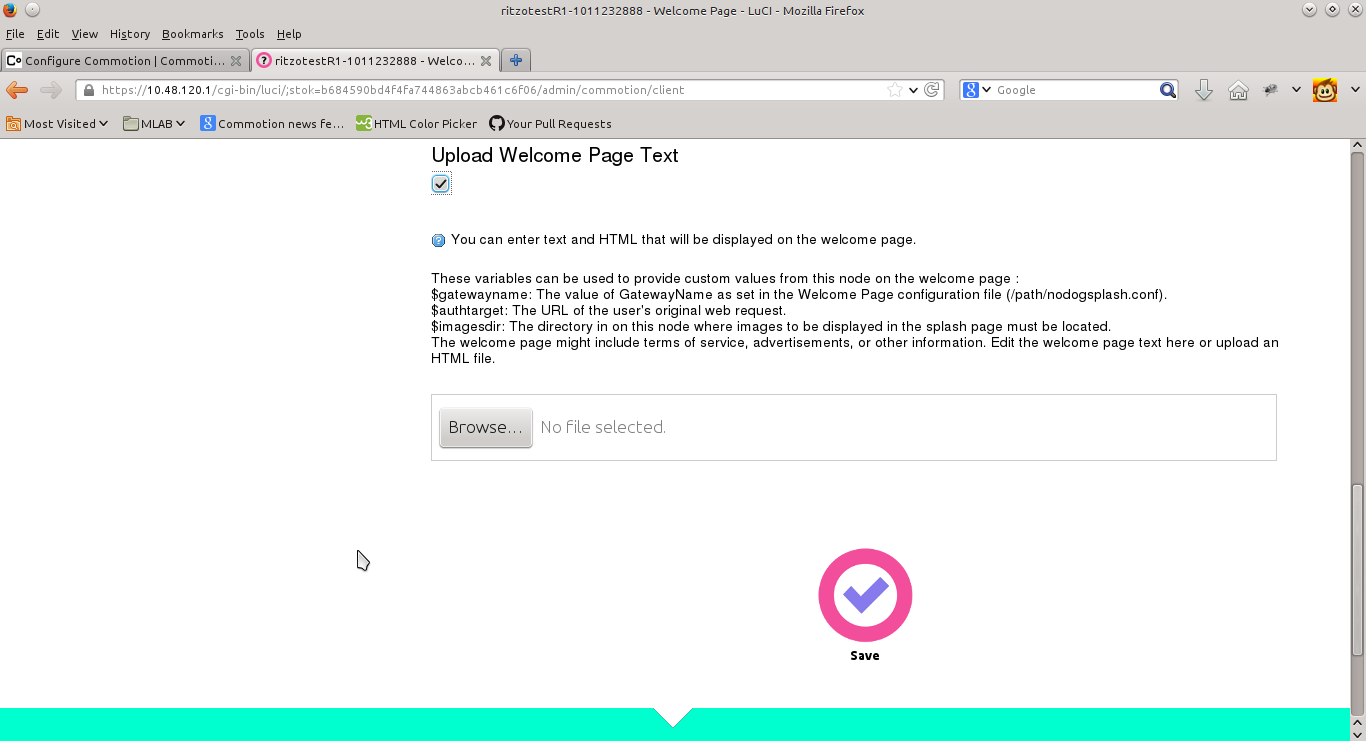 ritzotestR1-1011232888 - Welcome Page - LuCI - Mozilla Firefox
File Edit View History Bookmarks Tools Help
Configure Commotion | Commoti... ritzotestR1-1011232888 - Welco...
https://10.48.120.1/cgi-bin/luci/;stok=b684590bd4f4fa744863abcb461c6f06/admin/commotion/client Google
Most Visited MLAB Commotion news fe... HTML Color Picker Your Pull Requests
Upload Welcome Page Text
You can enter text and HTML that will be displayed on the welcome page.
These variables can be used to provide custom values from this node on the welcome page :
$gatewayname: The value of GatewayName as set in the Welcome Page configuration file (/path/nodogsplash.conf).
$authtarget: The URL of the user's original web request.
$imagesdir: The directory in on this node where images to be displayed in the splash page must be located.
The welcome page might include terms of service, advertisements, or other information. Edit the welcome page text here or upload an
HTML file.
Browse... No file selected.
Save